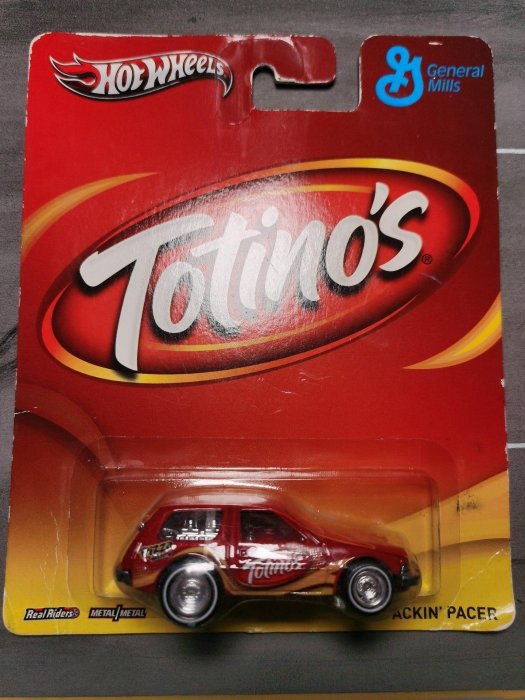 Hot Wheels
General
Mills
Totino's®
Totino's
Real Riders
METAL/METAL
ACKIN' PACER